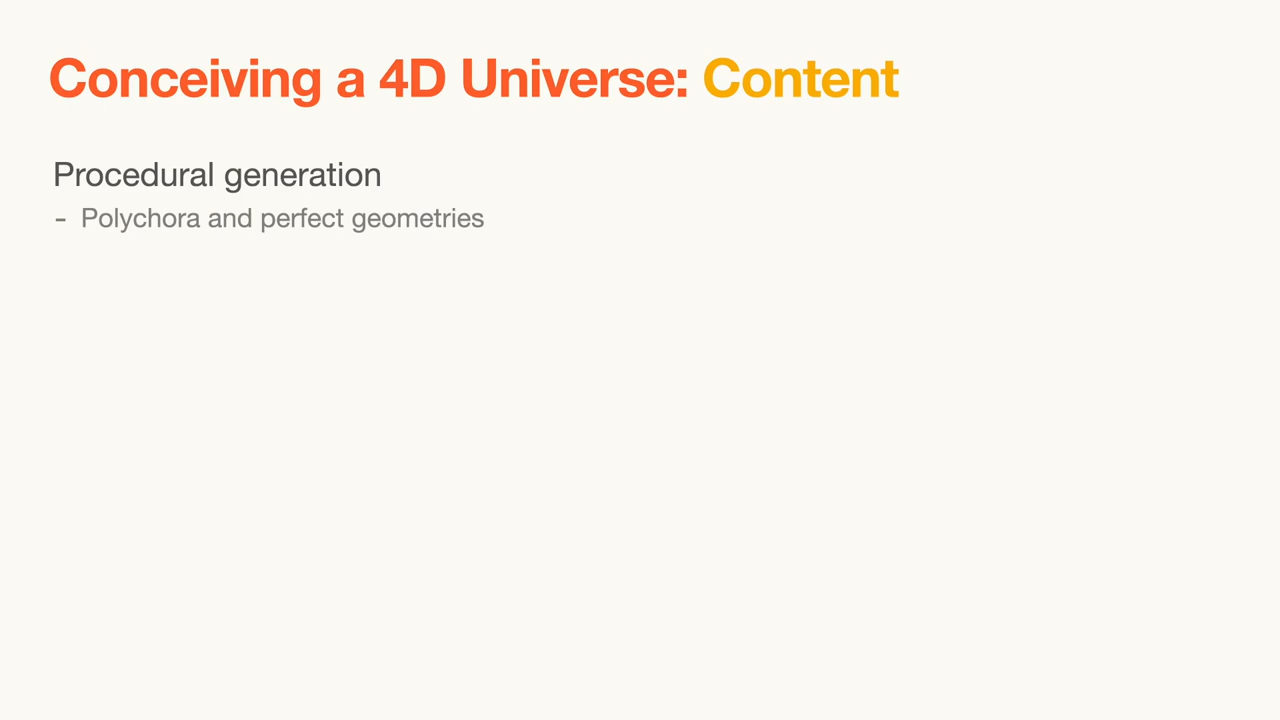 Conceiving a 4D Universe: Content
Procedural generation
- Polychora and perfect geometries